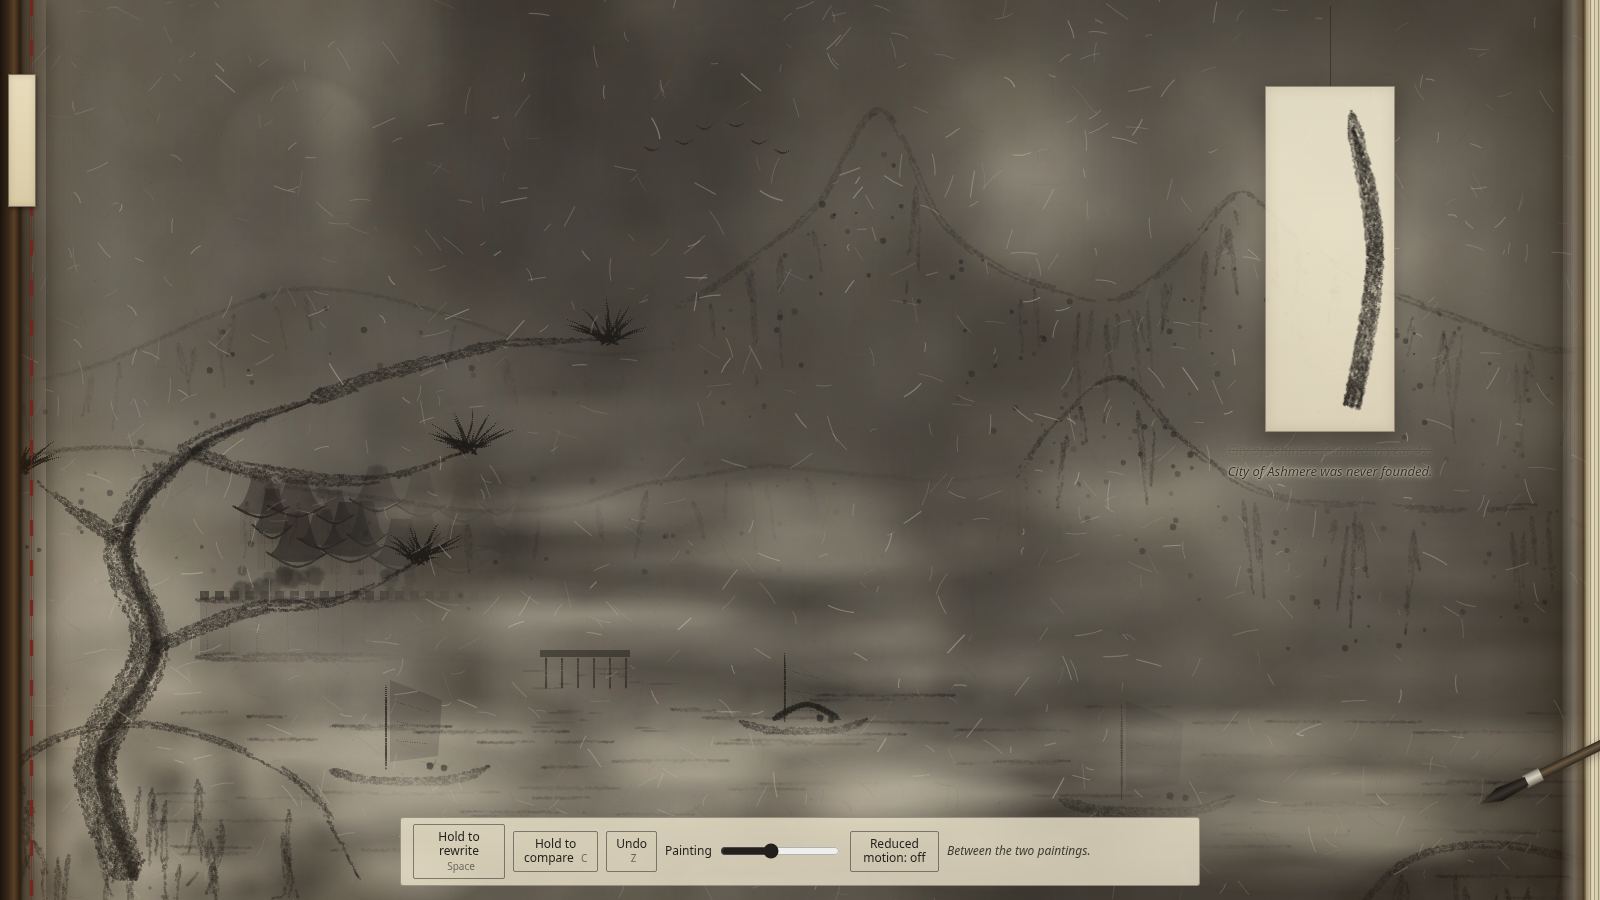 City of Ashmere was never founded.
Hold to
rewrite
Space
Hold to
compare C
Undo
Z
Painting
Reduced
motion: off
Between the two paintings.